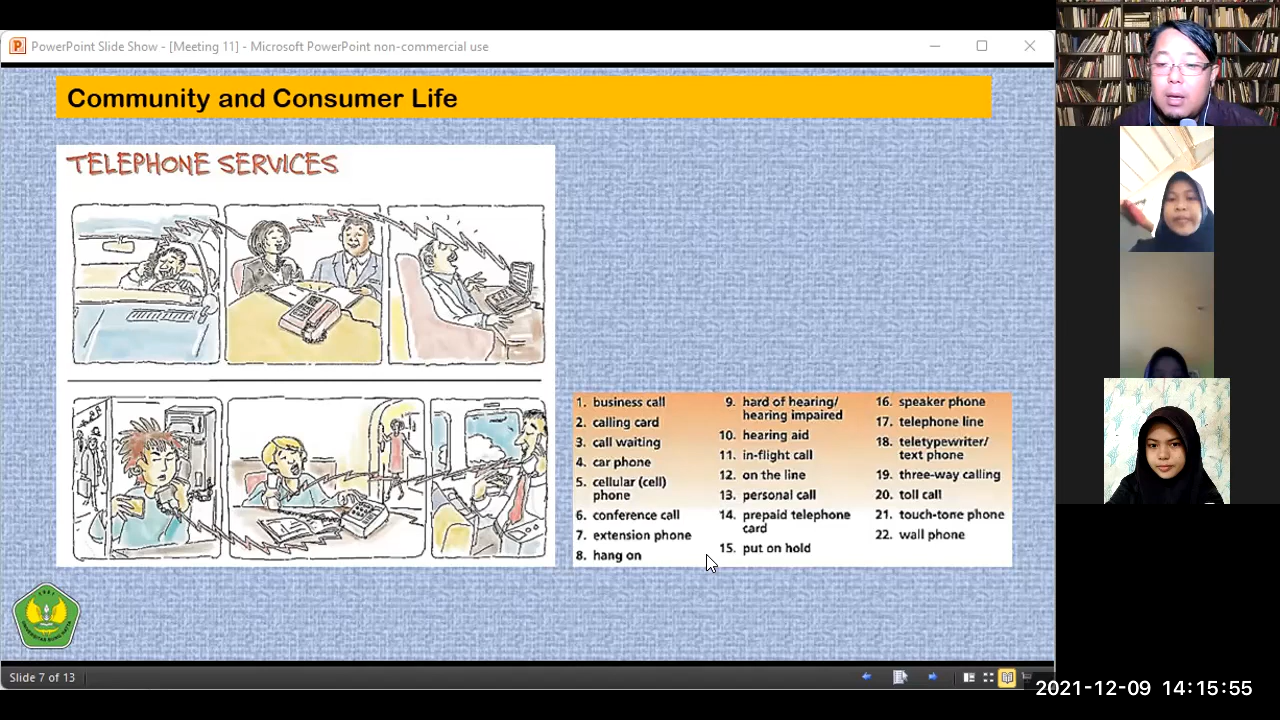 PowerPoint Slide Show - [Meeting 11] - Microsoft PowerPoint non-commercial use
Community and Consumer Life
TELEPHONE SERVICES
1. business call
2. calling card
3. call waiting
4. car phone
5. cellular (cell)
phone
6. conference call
7. extension phone
8. hang on
9. hard of hearing/
hearing impaired
10. hearing aid
11. in-flight call
12. on the line
13. personal call
14. prepaid telephone
card
15. put on hold
16. speaker phone
17. telephone line
18. teletypewriter/
text phone
19. three-way calling
20. toll call
21. touch-tone phone
22. wall phone
Slide 7 of 13
2021-12-09 14:15:55